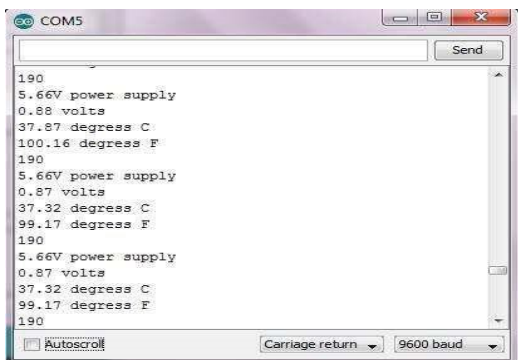 COM5
Send
190
5.66V power supply
0.88 volts
37.87 degress C
100.16 degress F
190
5.66V power supply
0.87 volts
37.32 degress C
99.17 degress F
190
5.66V power supply
0.87 volts
37.32 degress C
99.17 degress F
190
Autoscroll
Carriage return
9600 baud